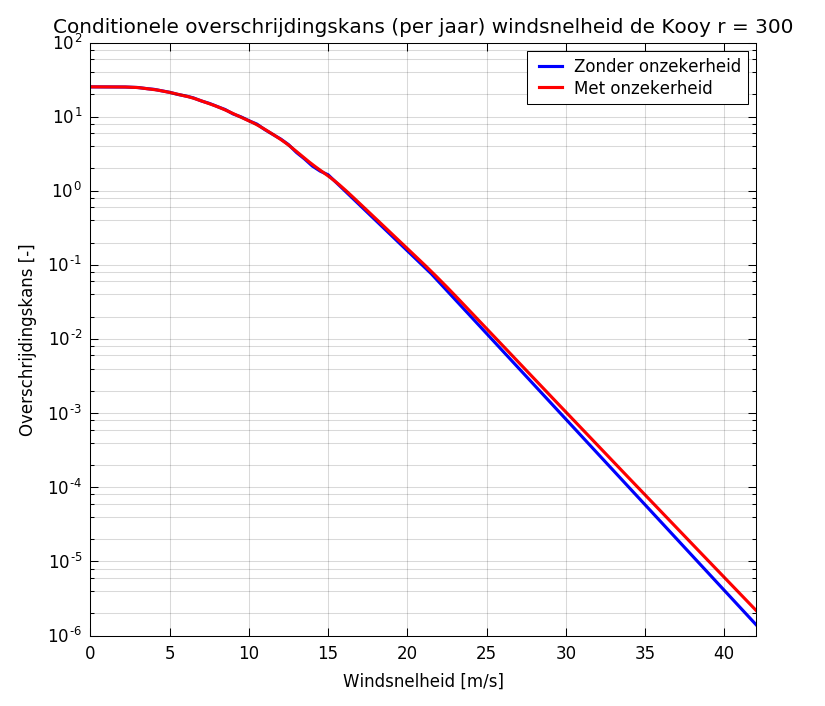 Conditionele overschrijdingskans (per jaar) windsnelheid de Kooy r = 300
Zonder onzekerheid
Met onzekerheid
Overschrijdingskans [-]
10^2
10^1
10^0
10^-1
10^-2
10^-3
10^-4
10^-5
10^-6
0 5 10 15 20 25 30 35 40
Windsnelheid [m/s]